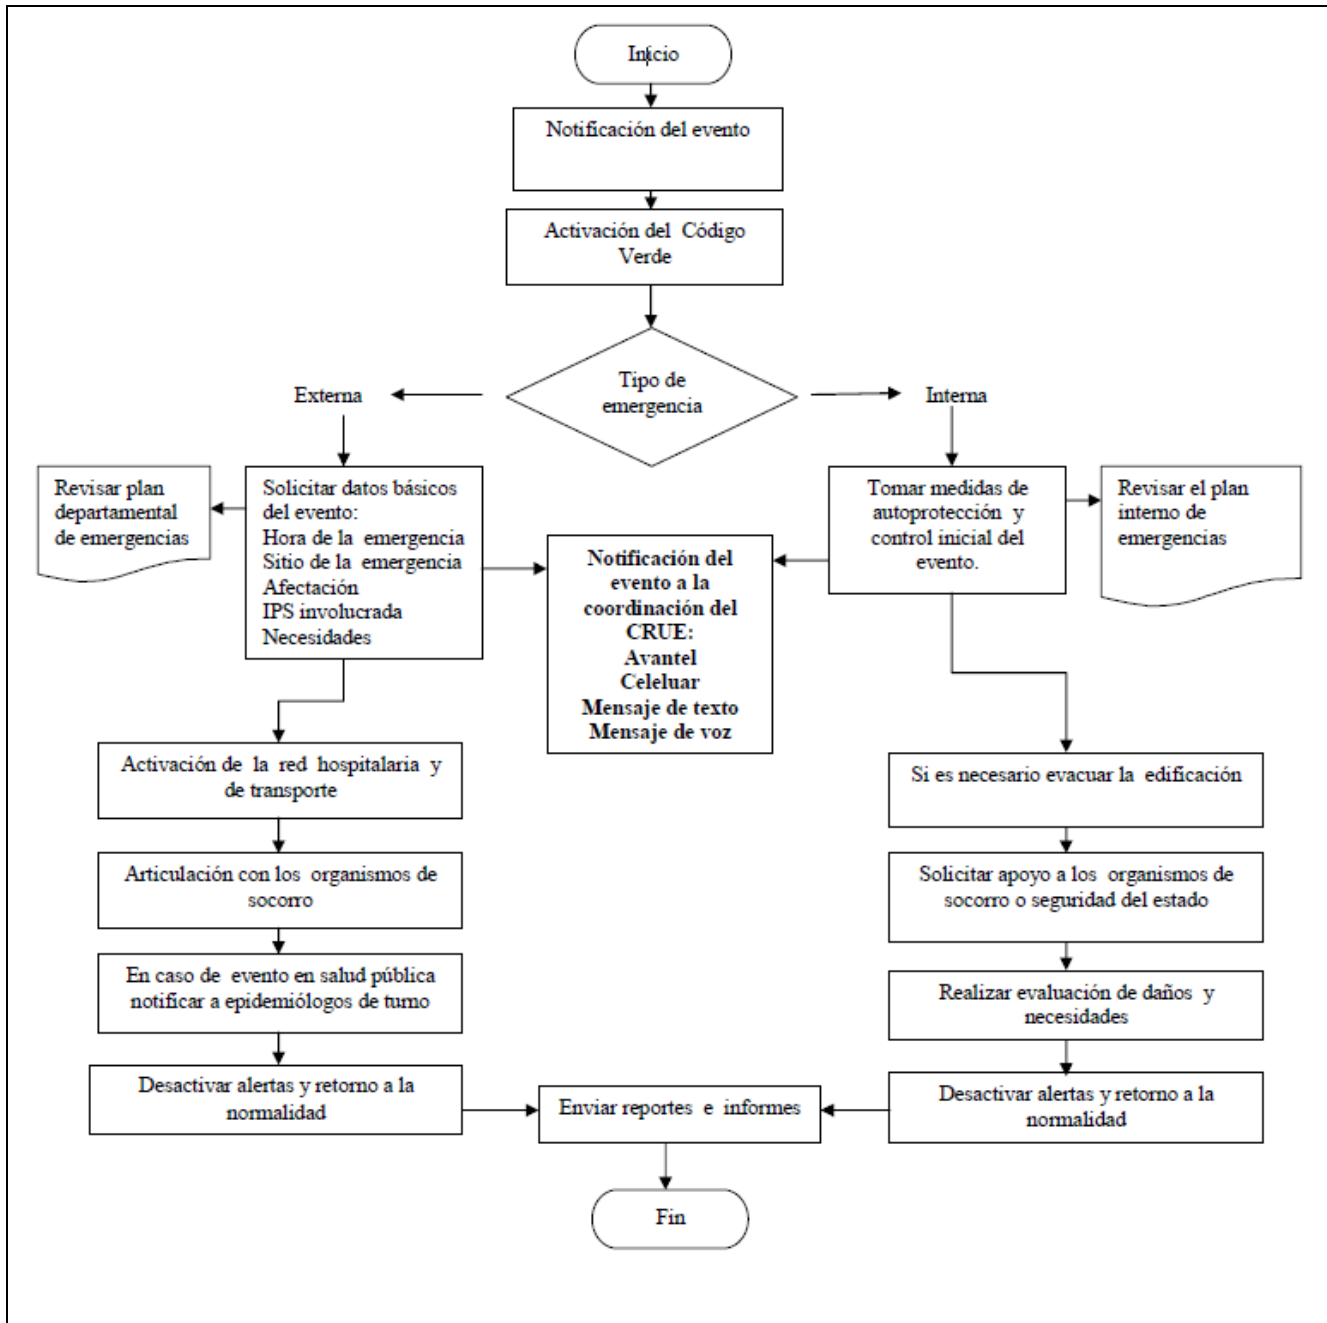 Inicio
Notificación del evento
Activación del Código
Verde
Tipo de
emergencia
Externa
Interna
Revisar plan
departamental
de emergencias
Solicitar datos básicos
del evento:
Hora de la emergencia
Sitio de la emergencia
Afectación
IPS involucrada
Necesidades
Notificación del
evento a la
coordinación del
CRUE:
Avantel
Celeluar
Mensaje de texto
Mensaje de voz
Tomar medidas de
autoprotección y
control inicial del
evento.
Revisar el plan
interno de
emergencias
Activación de la red hospitalaria y
de transporte
Articulación con los organismos de
socorro
En caso de evento en salud pública
notificar a epidemiólogos de turno
Desactivar alertas y retorno a la
normalidad
Si es necesario evacuar la edificación
Solicitar apoyo a los organismos de
socorro o seguridad del estado
Realizar evaluación de daños y
necesidades
Desactivar alertas y retorno a la
normalidad
Enviar reportes e informes
Fin